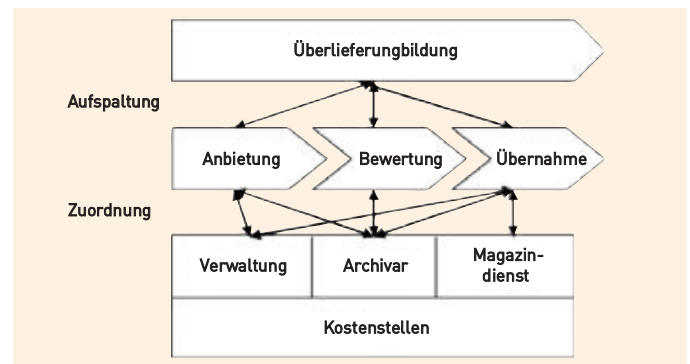 Überlieferungbildung
Aufspaltung
Anbietung
Bewertung
Übernahme
Zuordnung
Verwaltung
Archivar
Magazin-
dienst
Kostenstellen